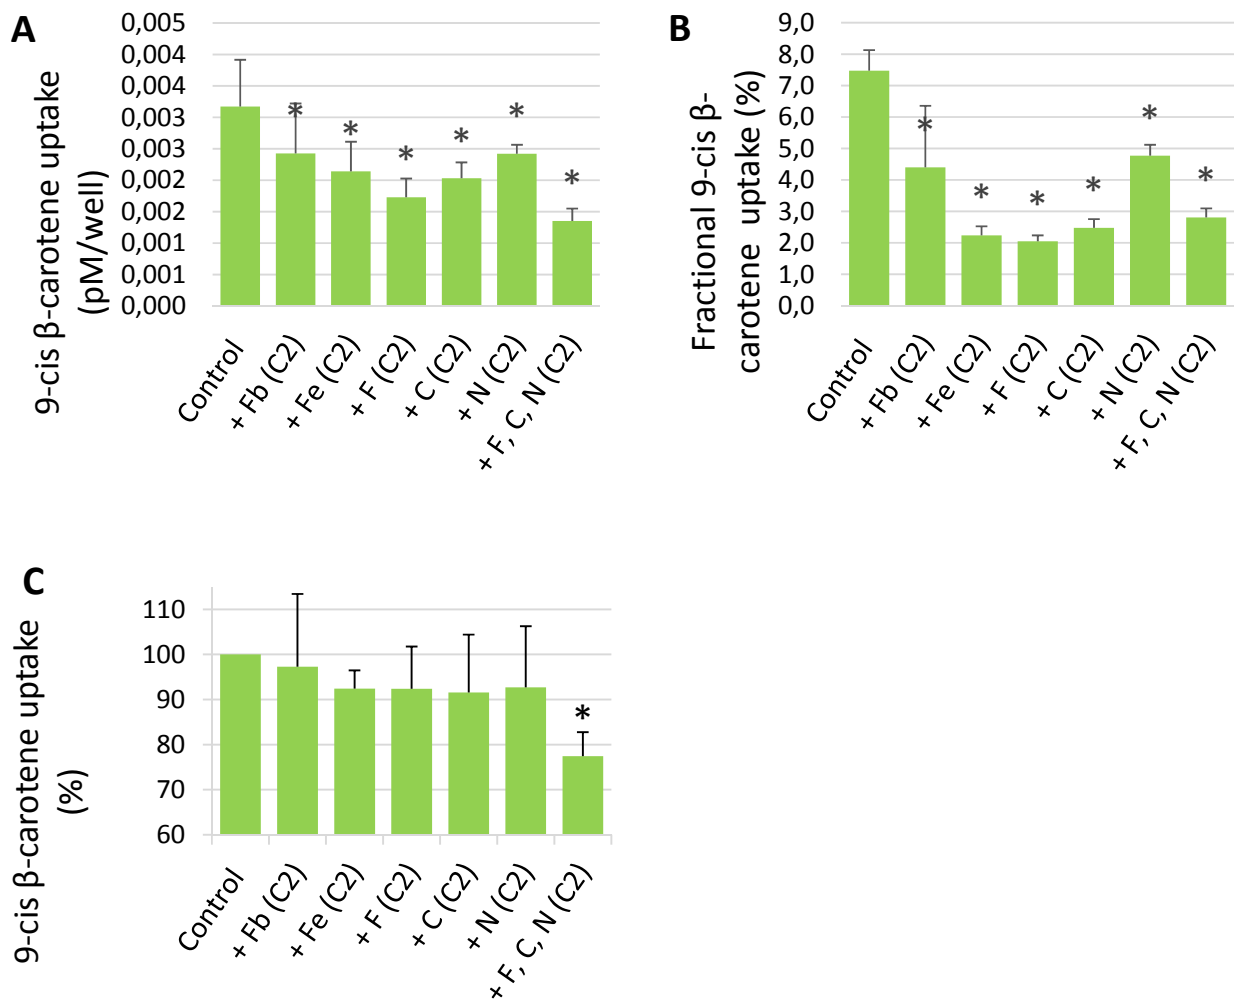 A
9-cis β-carotene uptake
(pM/well)
0,005
0,004
0,004
0,003
0,003
0,002
0,002
0,001
0,001
0,000
*
*
*
*
*
*
Control
+ Fb (C2)
+ Fe (C2)
+ F (C2)
+ C (C2)
+ N (C2)
+ F, C, N (C2)
B
Fractional 9-cis β-
carotene uptake (%)
9,0
8,0
7,0
6,0
5,0
4,0
3,0
2,0
1,0
0,0
*
*
*
*
*
*
Control
+ Fb (C2)
+ Fe (C2)
+ F (C2)
+ C (C2)
+ N (C2)
+ F, C, N (C2)
C
9-cis β-carotene uptake
(%)
110
100
90
80
70
60
*
Control
+ Fb (C2)
+ Fe (C2)
+ F (C2)
+ C (C2)
+ N (C2)
+ F, C, N (C2)